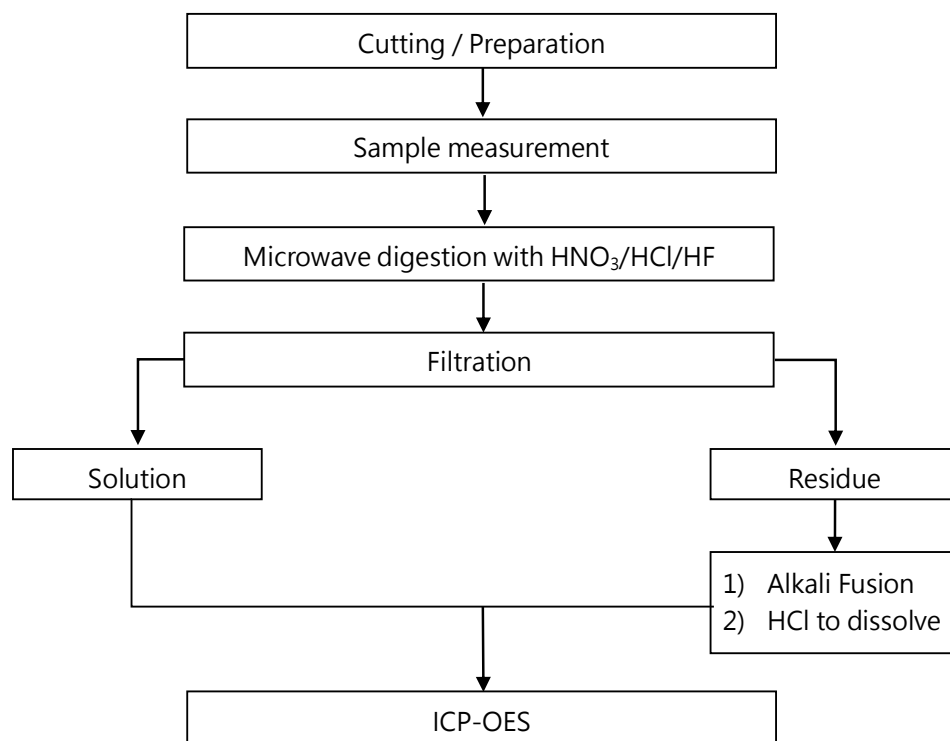 Cutting / Preparation
Sample measurement
Microwave digestion with HNO₃/HCl/HF
Filtration
Solution
Residue
1) Alkali Fusion
2) HCl to dissolve
ICP-OES